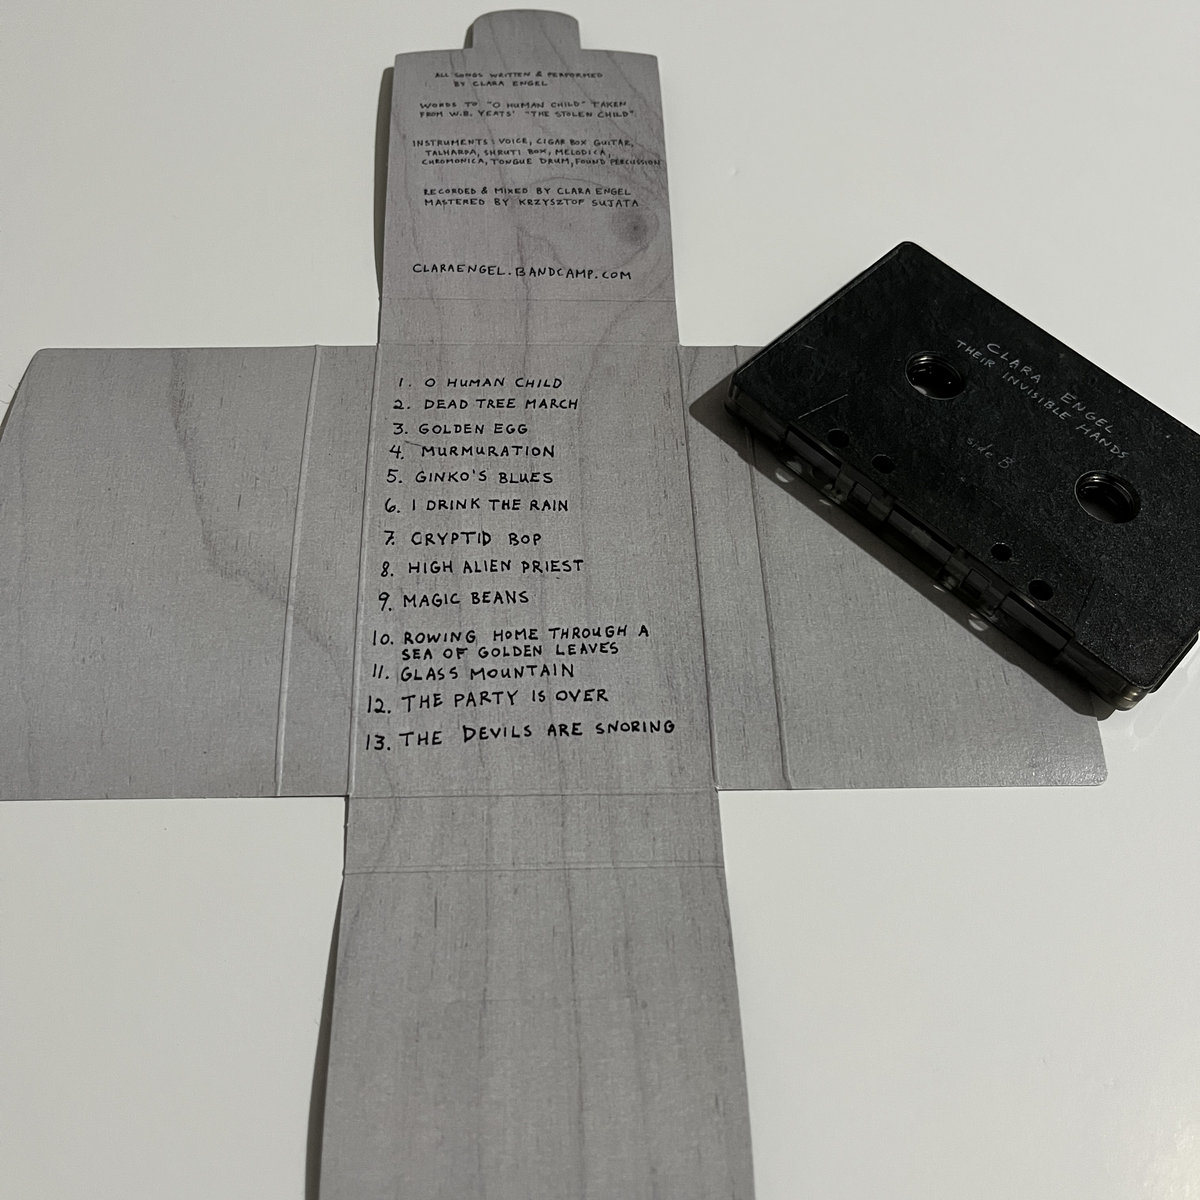 ALL SONGS WRITTEN & PERFORMED
BY CLARA ENGEL
WORDS TO "O HUMAN CHILD" TAKEN
FROM W.B. YEATS' "THE STOLEN CHILD"
INSTRUMENTS: VOICE, CIGAR BOX GUITAR,
TALHARPA, SHRUTI BOX, MELODICA,
CHROMONICA, TONGUE DRUM, FOUND PERCUSSION
RECORDED & MIXED BY CLARA ENGEL
MASTERED BY KRZYSZTOF SUJATA
CLARAENGEL.BANDCAMP.COM
1. O HUMAN CHILD
2. DEAD TREE MARCH
3. GOLDEN EGG
4. MURMURATION
5. GINKO'S BLUES
6. I DRINK THE RAIN
7. CRYPTID BOP
8. HIGH ALIEN PRIEST
9. MAGIC BEANS
10. ROWING HOME THROUGH A
SEA OF GOLDEN LEAVES
11. GLASS MOUNTAIN
12. THE PARTY IS OVER
13. THE DEVILS ARE SNORING
CLARA ENGEL
THEIR INVISIBLE HANDS
side B